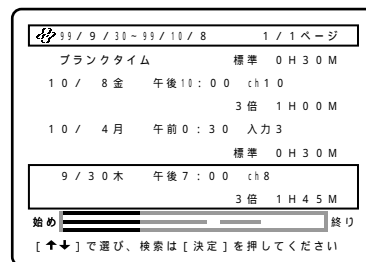 99/9/30~99/10/8 1/1ページ
ブランクタイム 標準 0H30M
10/ 8金 午後10:00 ch10
3倍 1H00M
10/ 4月 午前0:30 入力3
標準 0H30M
9/30木 午後7:00 ch8
3倍 1H45M
始め 終り
[↑↓]で選び、検索は[決定]を押してください